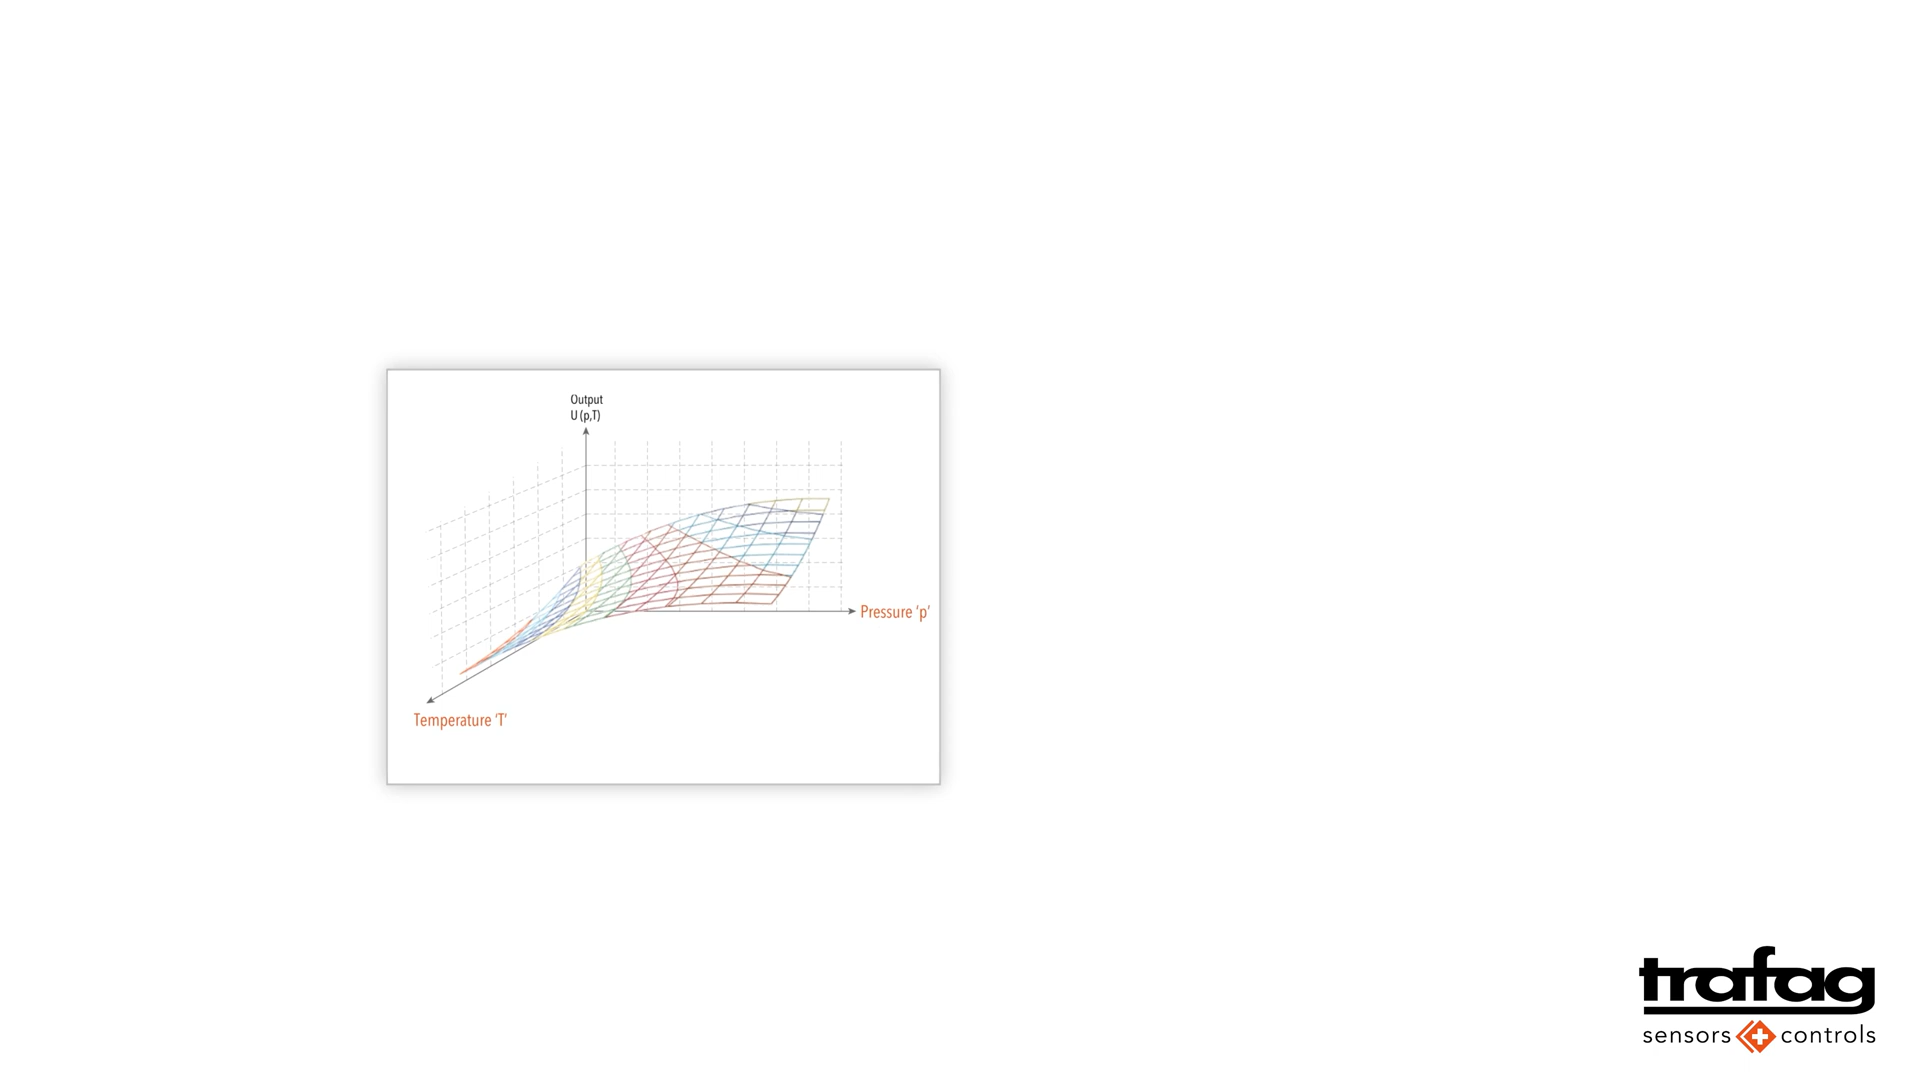 Output
U (p,T)
Pressure ‘p’
Temperature ‘T’
trafag
sensors controls